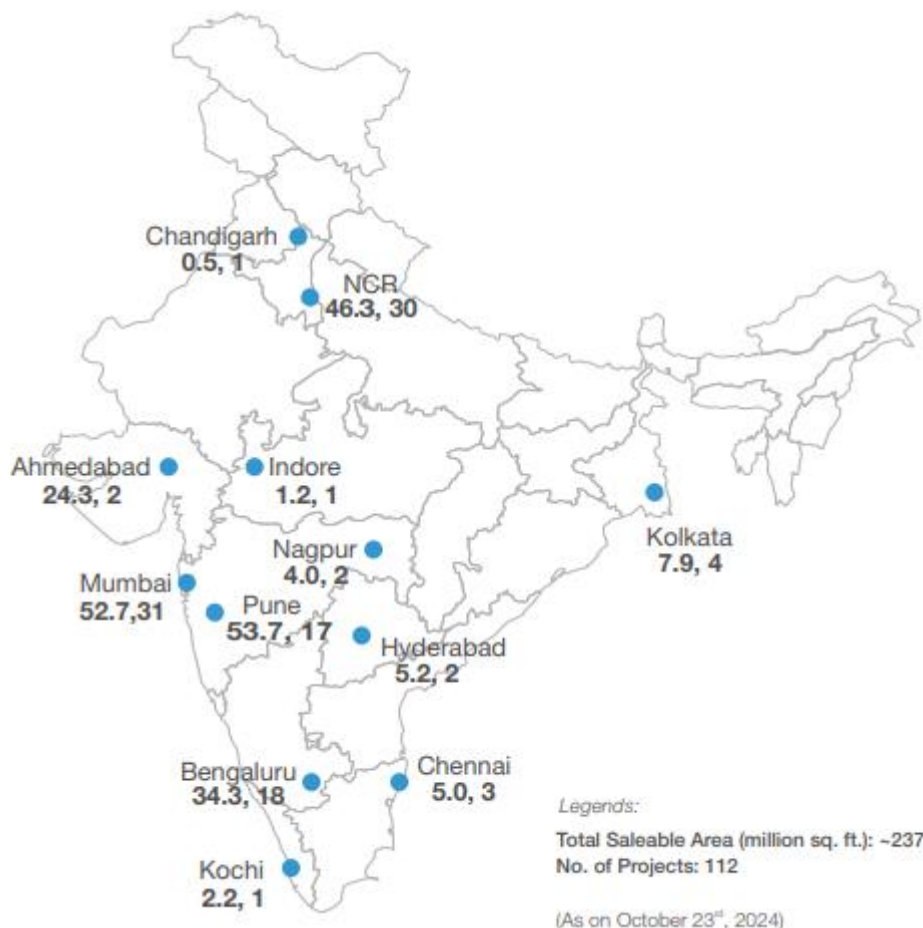 Chandigarh
0.5, 1
NCR
46.3, 30
Ahmedabad
24.3, 2
Indore
1.2, 1
Kolkata
7.9, 4
Nagpur
4.0, 2
Mumbai
52.7,31
Pune
53.7, 17
Hyderabad
5.2, 2
Bengaluru
34.3, 18
Chennai
5.0, 3
Kochi
2.2, 1
Legends:
Total Saleable Area (million sq. ft.): ~237
No. of Projects: 112
(As on October 23rd, 2024)